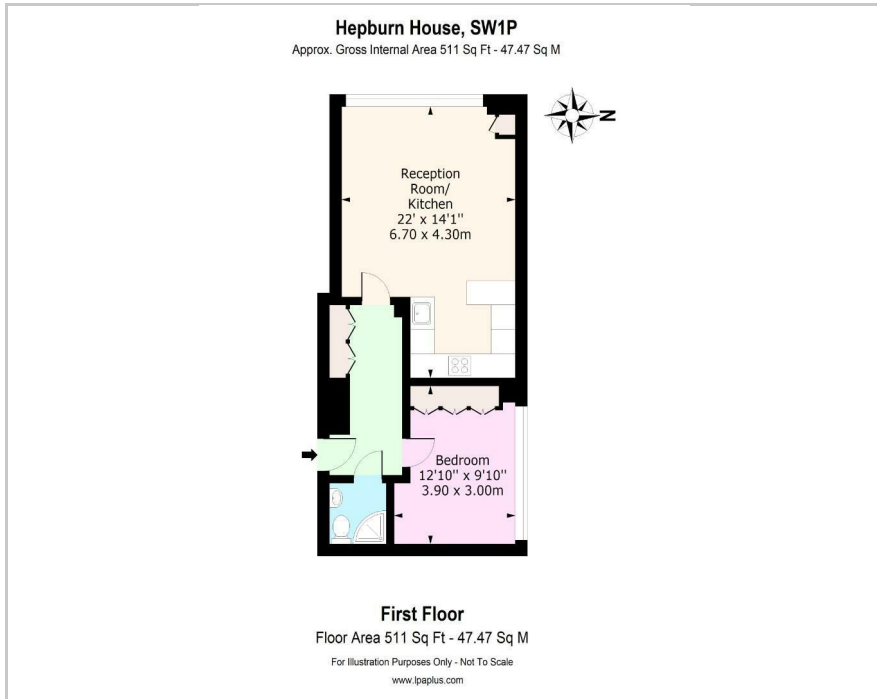 Hepburn House, SW1P
Approx. Gross Internal Area 511 Sq Ft - 47.47 Sq M
N
Reception
Room/
Kitchen
22' x 14'1''
6.70 x 4.30m
Bedroom
12'10'' x 9'10''
3.90 x 3.00m
First Floor
Floor Area 511 Sq Ft - 47.47 Sq M
For Illustration Purposes Only - Not To Scale
www.lpaplus.com